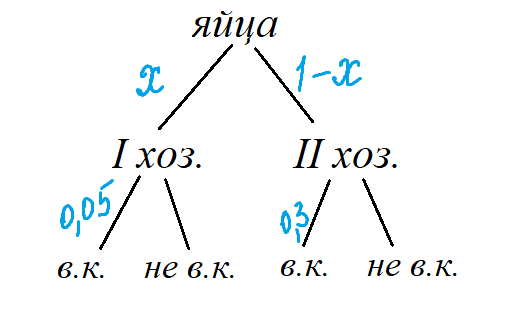 яйца
x 1-x
I хоз. II хоз.
0,05 0,3
в.к. не в.к. в.к. не в.к.